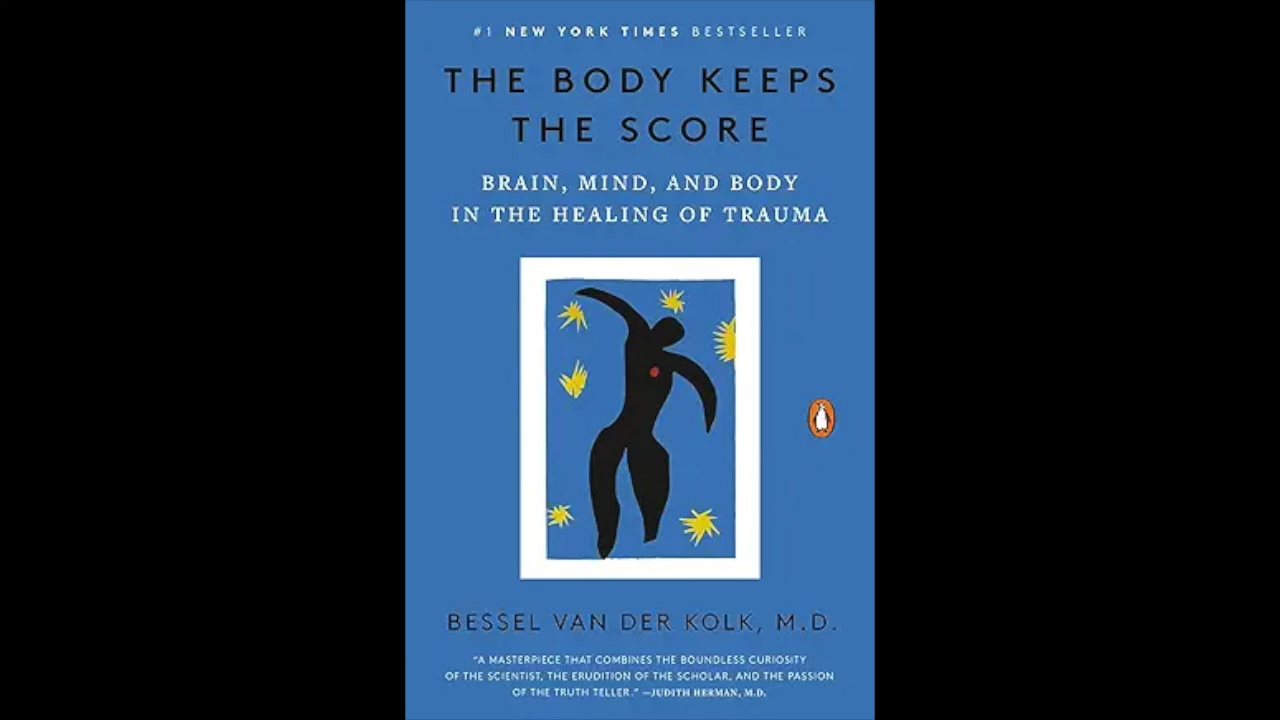 #1 NEW YORK TIMES BESTSELLER
THE BODY KEEPS
THE SCORE
BRAIN, MIND, AND BODY
IN THE HEALING OF TRAUMA
BESSEL VAN DER KOLK, M.D.
"A MASTERPIECE THAT COMBINES THE BOUNDLESS CURIOSITY
OF THE SCIENTIST, THE ERUDITION OF THE SCHOLAR, AND THE PASSION
OF THE TRUTH TELLER." —JUDITH HERMAN, M.D.